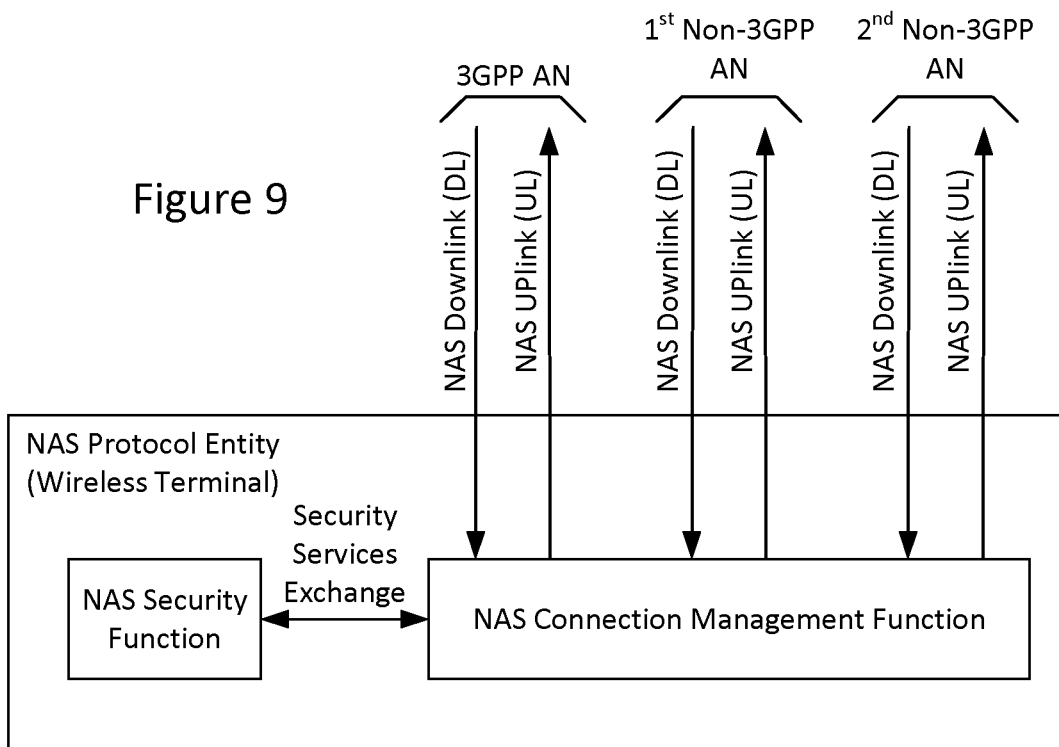 1st Non-3GPP
AN
2nd Non-3GPP
AN
3GPP AN
Figure 9
NAS Downlink (DL)
NAS UPlink (UL)
NAS Downlink (DL)
NAS UPlink (UL)
NAS Downlink (DL)
NAS UPlink (UL)
NAS Protocol Entity
(Wireless Terminal)
Security
Services
Exchange
NAS Security
Function
NAS Connection Management Function